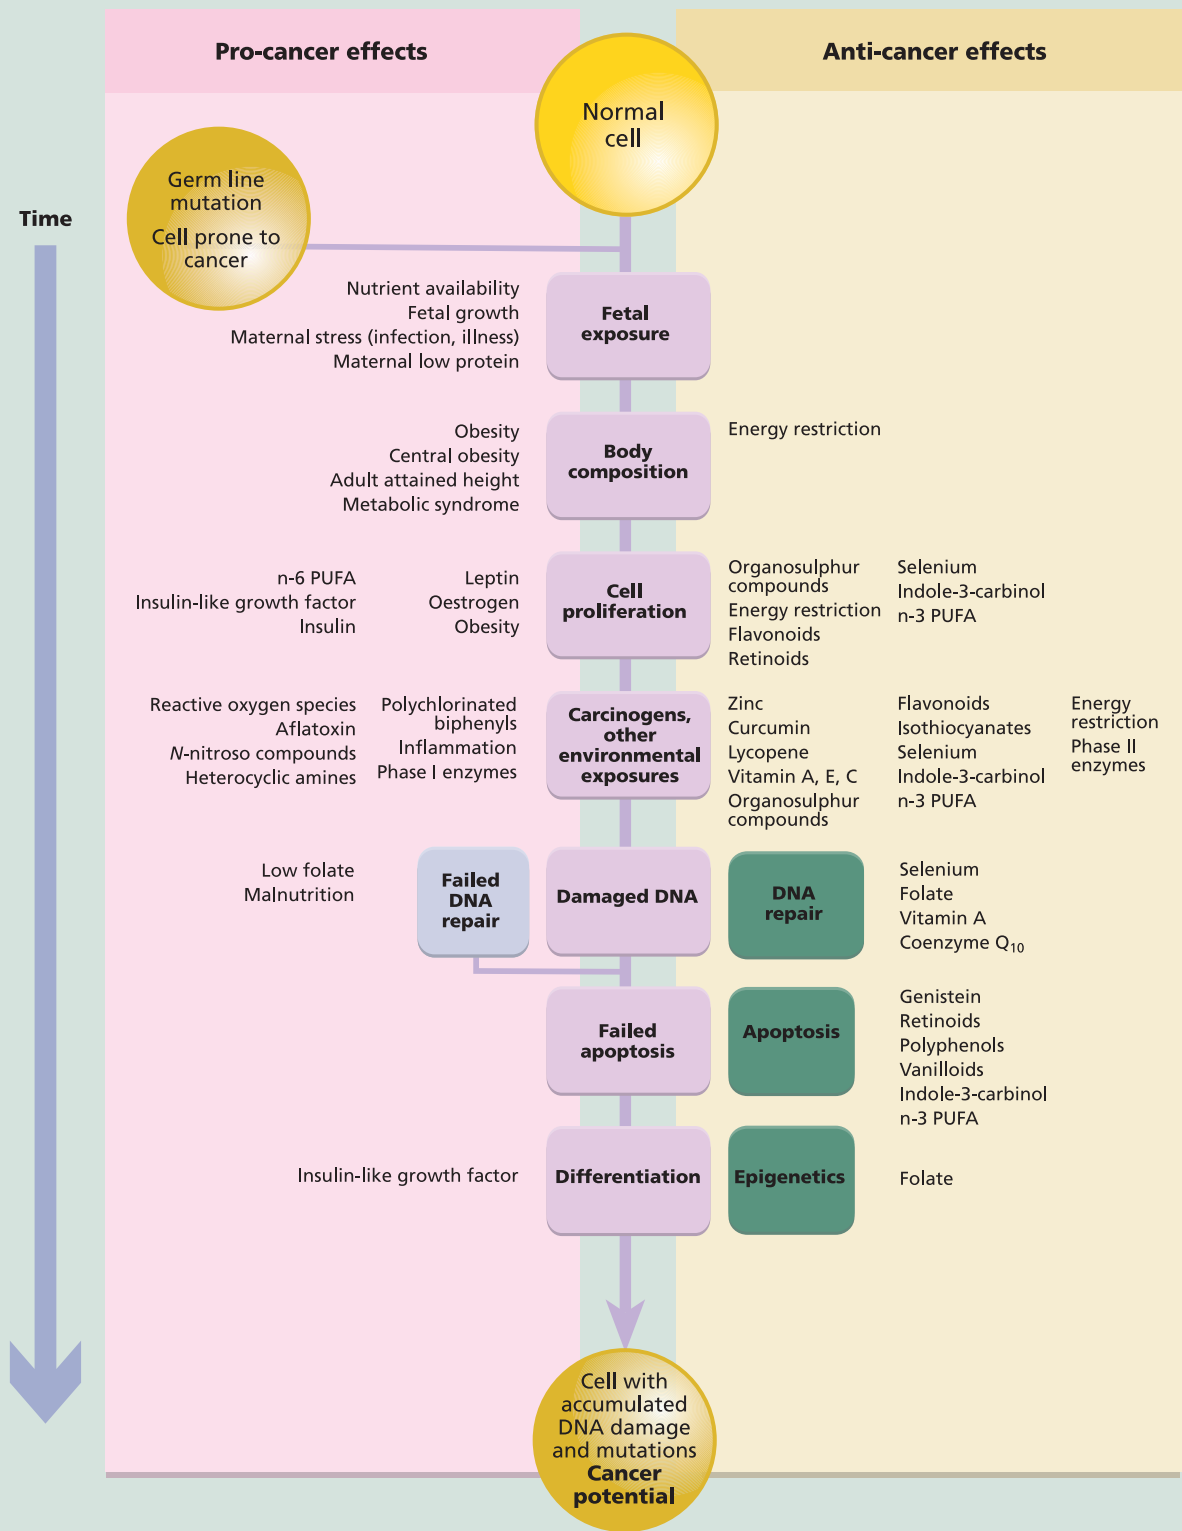 Pro-cancer effects
Anti-cancer effects
Normal
cell
Germ line
mutation
Cell prone to
cancer
Time
Nutrient availability
Fetal growth
Maternal stress (infection, illness)
Maternal low protein
Fetal
exposure
Obesity
Central obesity
Adult attained height
Metabolic syndrome
Body
composition
Energy restriction
n-6 PUFA
Insulin-like growth factor
Insulin
Leptin
Oestrogen
Obesity
Cell
proliferation
Organosulphur
compounds
Energy restriction
Flavonoids
Retinoids
Selenium
Indole-3-carbinol
n-3 PUFA
Reactive oxygen species
Aflatoxin
N-nitroso compounds
Heterocyclic amines
Polychlorinated
biphenyls
Inflammation
Phase I enzymes
Carcinogens,
other
environmental
exposures
Zinc
Curcumin
Lycopene
Vitamin A, E, C
Organosulphur
compounds
Flavonoids
Isothiocyanates
Selenium
Indole-3-carbinol
n-3 PUFA
Energy
restriction
Phase II
enzymes
Low folate
Malnutrition
Failed
DNA
repair
Damaged DNA
DNA
repair
Selenium
Folate
Vitamin A
Coenzyme Q₁₀
Failed
apoptosis
Apoptosis
Genistein
Retinoids
Polyphenols
Vanilloids
Indole-3-carbinol
n-3 PUFA
Insulin-like growth factor
Differentiation
Epigenetics
Folate
Cell with
accumulated
DNA damage
and mutations
Cancer
potential